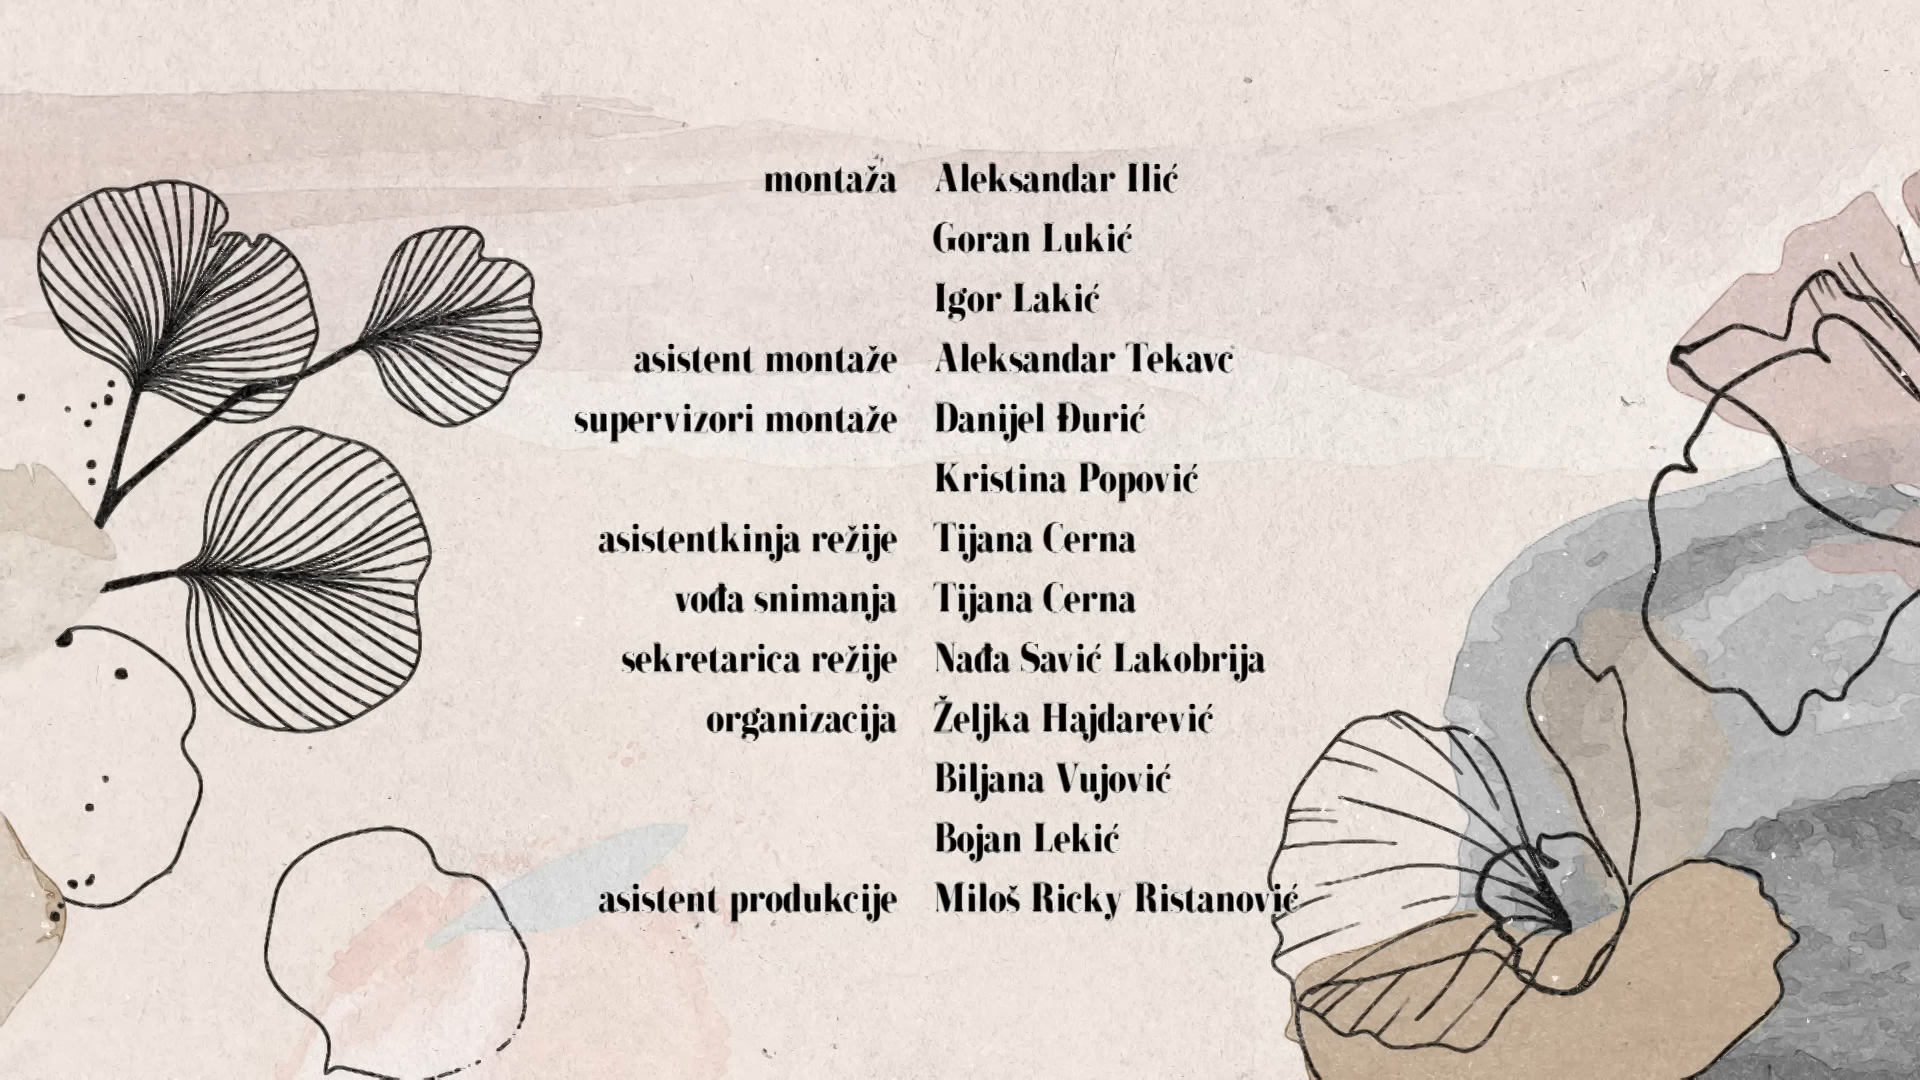 montaža Aleksandar Ilić
Goran Lukić
Igor Lakić
asistent montaže Aleksandar Tekavc
supervizori montaže Danijel Đurić
Kristina Popović
asistentkinja režije Tijana Cerna
vođa snimanja Tijana Cerna
sekretarica režije Nađa Savić Lakobrija
organizacija Željka Hajdarević
Biljana Vujović
Bojan Lekić
asistent produkcije Miloš Ricky Ristanović